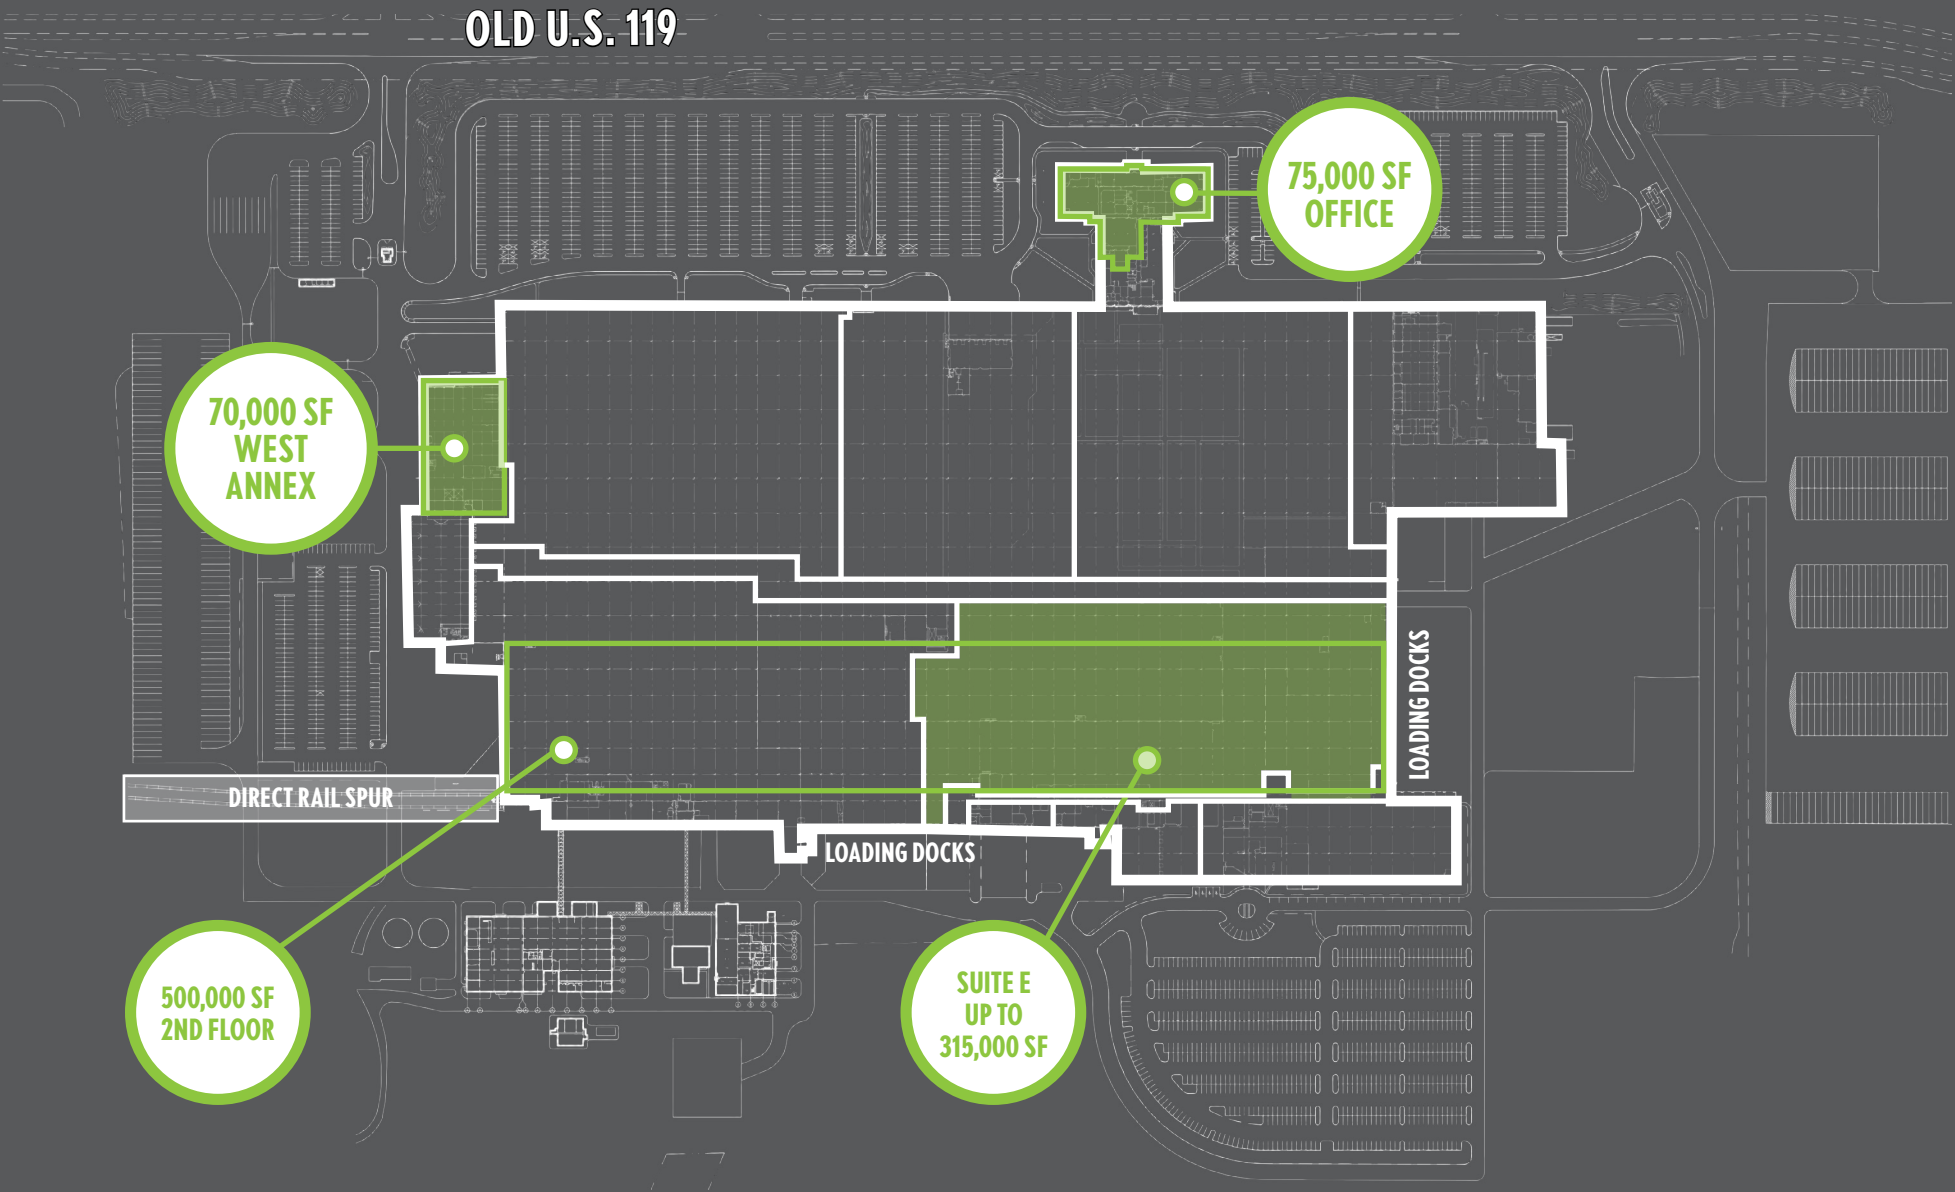 OLD U.S. 119
75,000 SF
OFFICE
70,000 SF
WEST
ANNEX
LOADING DOCKS
DIRECT RAIL SPUR
LOADING DOCKS
500,000 SF
2ND FLOOR
SUITE E
UP TO
315,000 SF